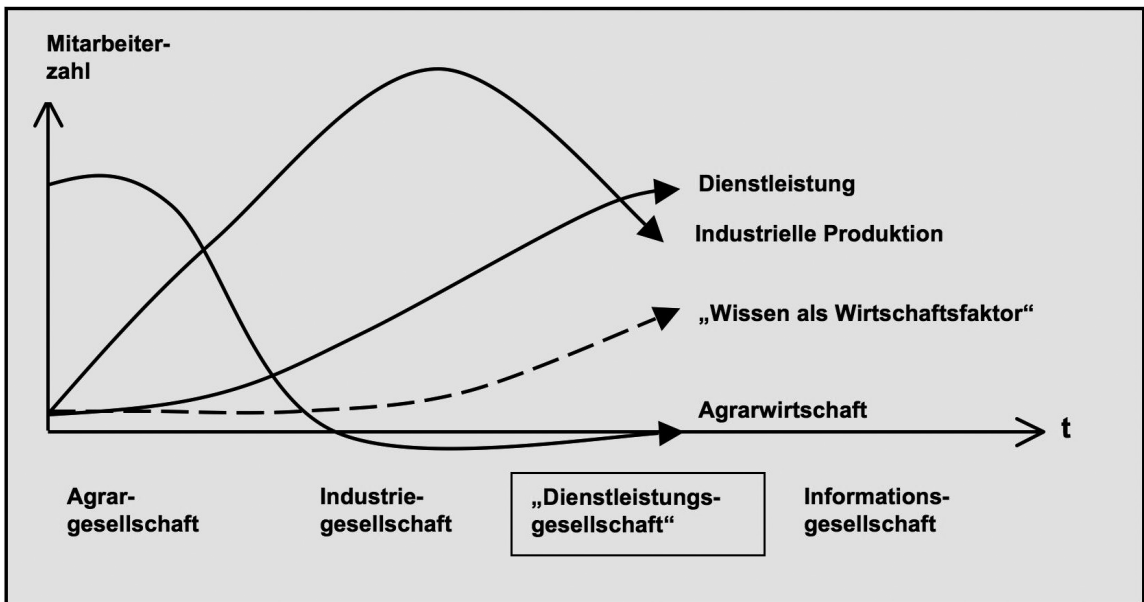 Mitarbeiter-
zahl
Dienstleistung
Industrielle Produktion
„Wissen als Wirtschaftsfaktor“
Agrarwirtschaft
t
Agrar-
gesellschaft
Industrie-
gesellschaft
„Dienstleistungs-
gesellschaft“
Informations-
gesellschaft